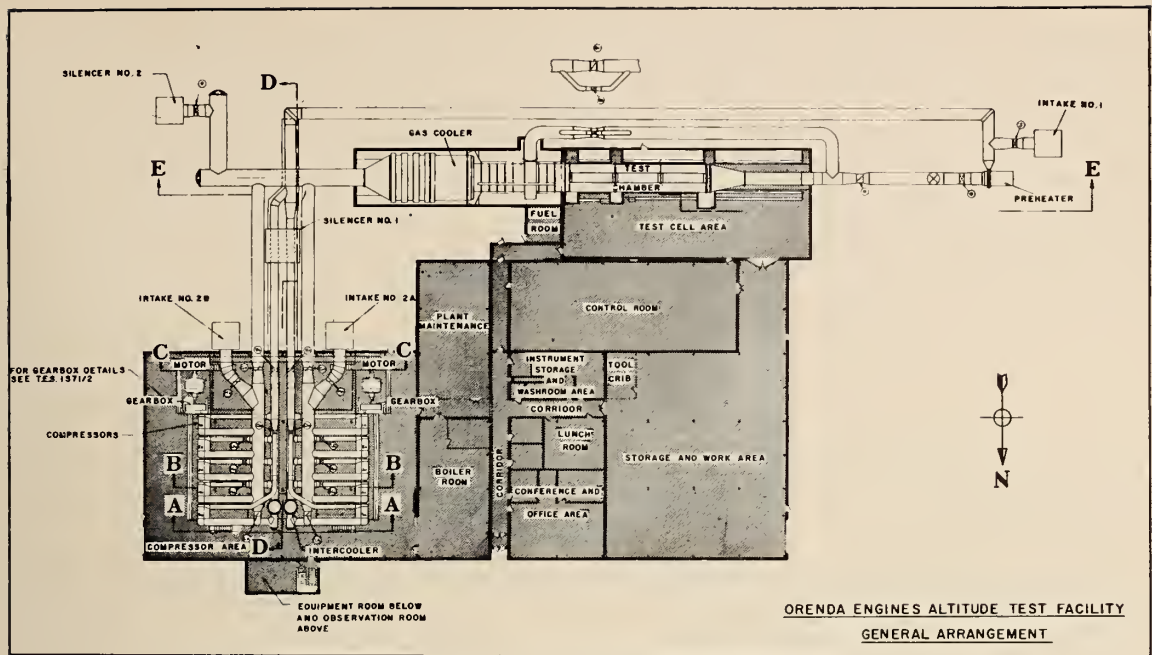 SILENCER NO. 2
D
INTAKE NO. 1
GAS COOLER
E
TEST
CHAMBER
E
PREHEATER
FUEL
ROOM
TEST CELL AREA
SILENCER NO. 1
INTAKE NO. 2B
INTAKE NO. 2A
PLANT
MAINTENANCE
CONTROL ROOM
C
C
MOTOR
MOTOR
FOR GEARBOX DETAILS
SEE T.E.S. 1371/2
INSTRUMENT
STORAGE
AND
WASHROOM AREA
TOOL
CRIB
GEARBOX
GEARBOX
CORRIDOR
COMPRESSORS
LUNCH
ROOM
STORAGE AND WORK AREA
B
B
BOILER
ROOM
CORRIDOR
N
A
A
CONFERENCE AND
OFFICE AREA
COMPRESSOR AREA
D
INTERCOOLER
EQUIPMENT ROOM BELOW
AND OBSERVATION ROOM
ABOVE
ORENDA ENGINES ALTITUDE TEST FACILITY
GENERAL ARRANGEMENT